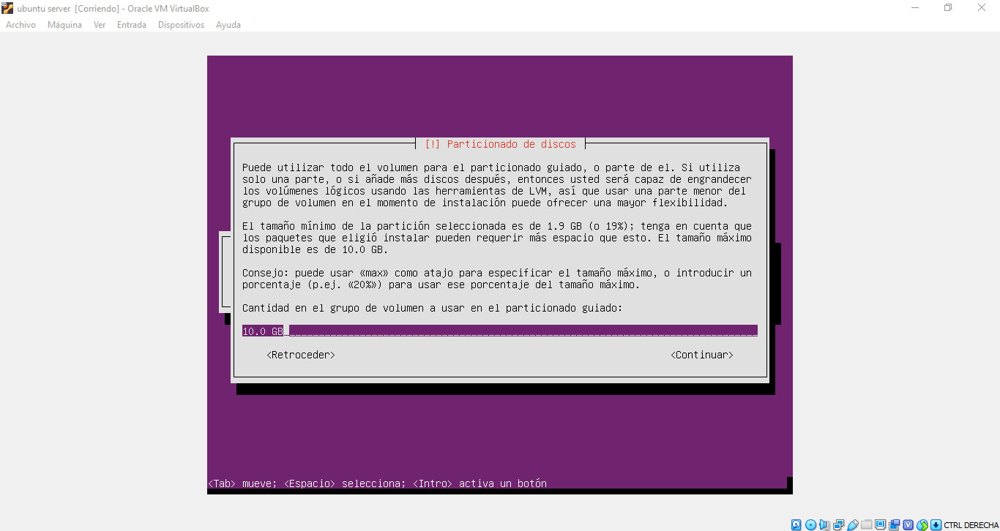 ubuntu server [Corriendo] - Oracle VM VirtualBox
Archivo Máquina Ver Entrada Dispositivos Ayuda
[!] Particionado de discos
Puede utilizar todo el volumen para el particionado guiado, o parte de el. Si utiliza
solo una parte, o si añade más discos después, entonces usted será capaz de engrandecer
los volúmenes lógicos usando las herramientas de LVM, así que usar una parte menor del
grupo de volumen en el momento de instalación puede ofrecer una mayor flexibilidad.
El tamaño mínimo de la partición seleccionada es de 1.9 GB (o 19%); tenga en cuenta que
los paquetes que eligió instalar pueden requerir más espacio que esto. El tamaño máximo
disponible es de 10.0 GB.
Consejo: puede usar «max» como atajo para especificar el tamaño máximo, o introducir un
porcentaje (p.ej. «20%») para usar ese porcentaje del tamaño máximo.
Cantidad en el grupo de volumen a usar en el particionado guiado:
10.0 GB
<Retroceder> <Continuar>
<Tab> mueve; <Espacio> selecciona; <Intro> activa un botón
CTRL DERECHA